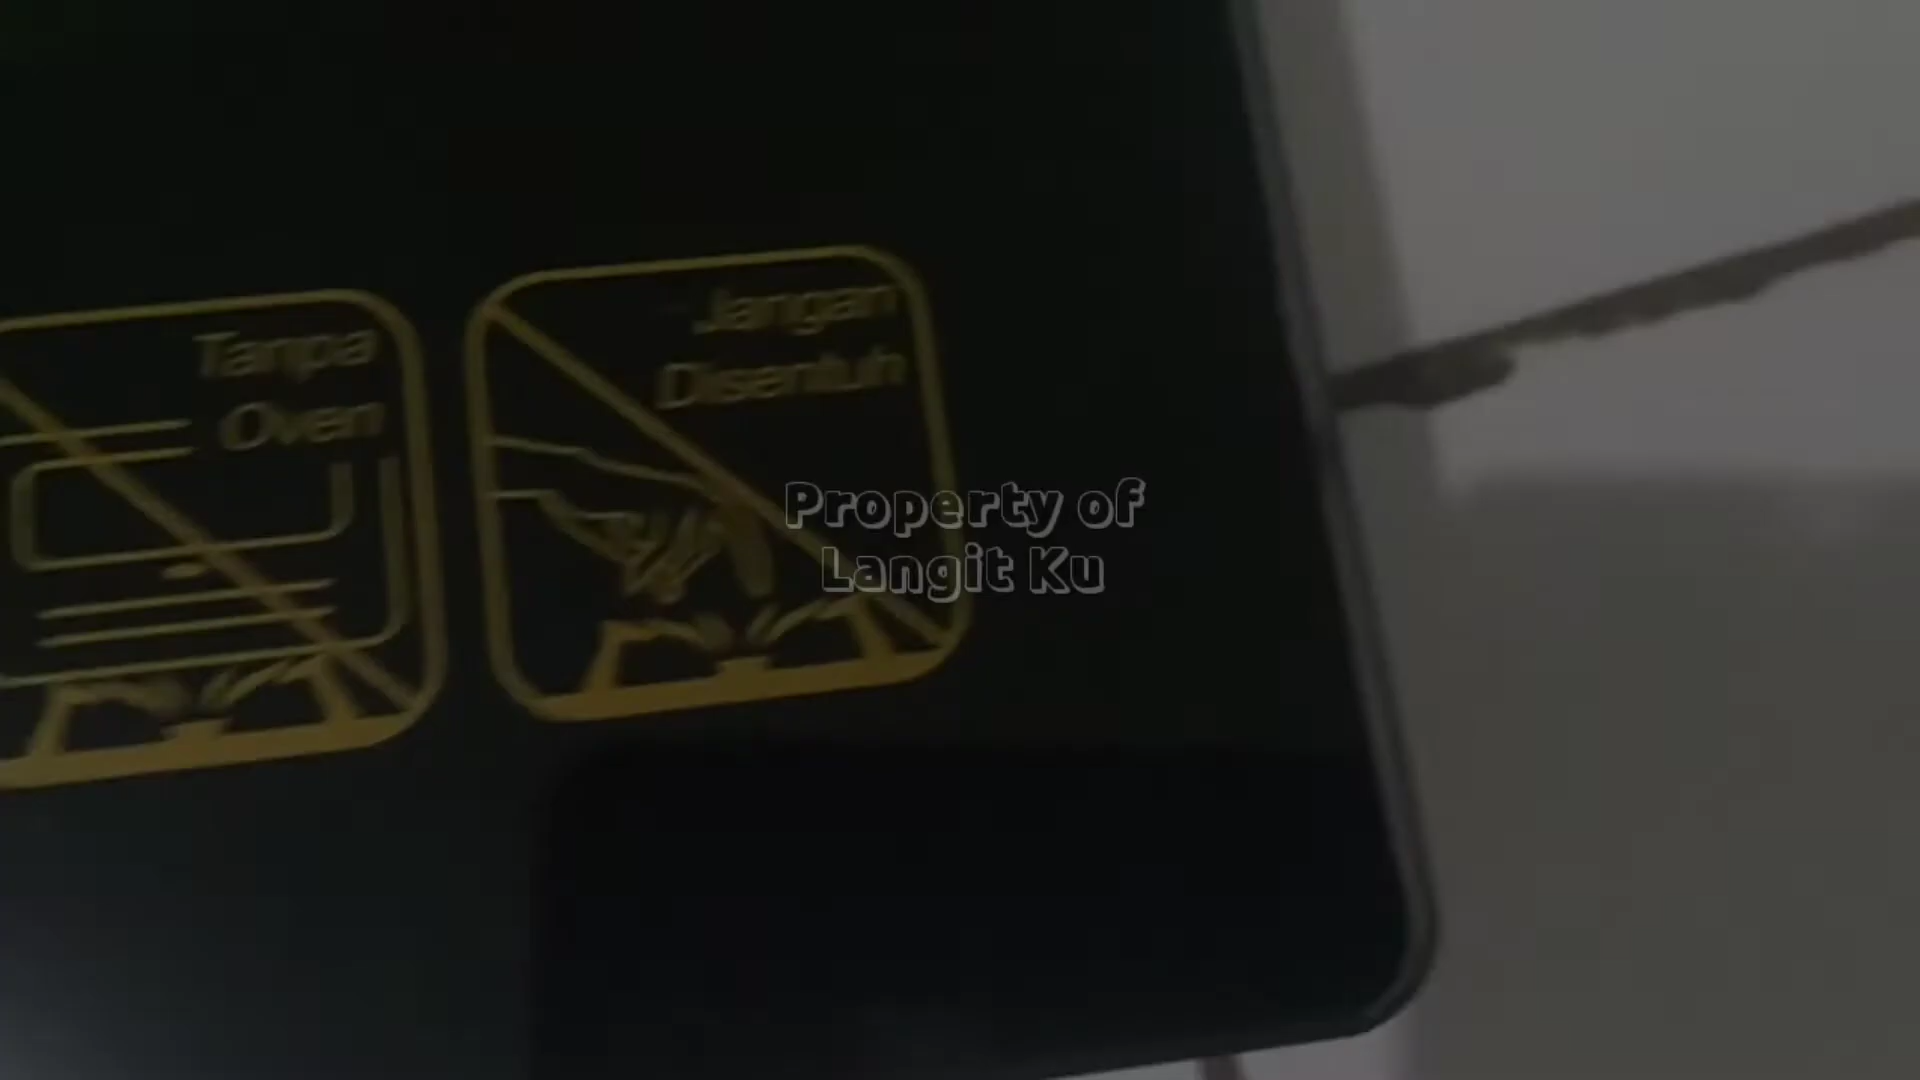 Tanpa
Oven
Jangan
Disentuh
Property of
Langit Ku